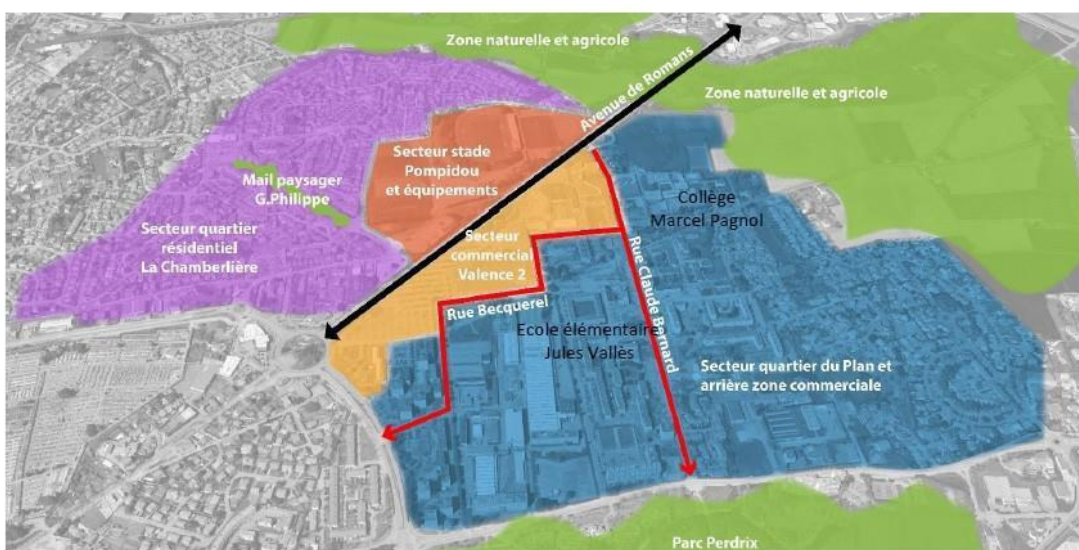 Zone naturelle et agricole
Avenue de Romans
Zone naturelle et agricole
Secteur stade
Pompidou
et équipements
Mail paysager
G.Philippe
Collège
Marcel Pagnol
Secteur quartier
résidentiel
La Chamberlière
Secteur
commercial
Valence 2
Rue Claude Bernard
Rue Becquerel
Ecole élémentaire
Jules Vallès
Secteur quartier du Plan et
arrière zone commerciale
Parc Perdrix